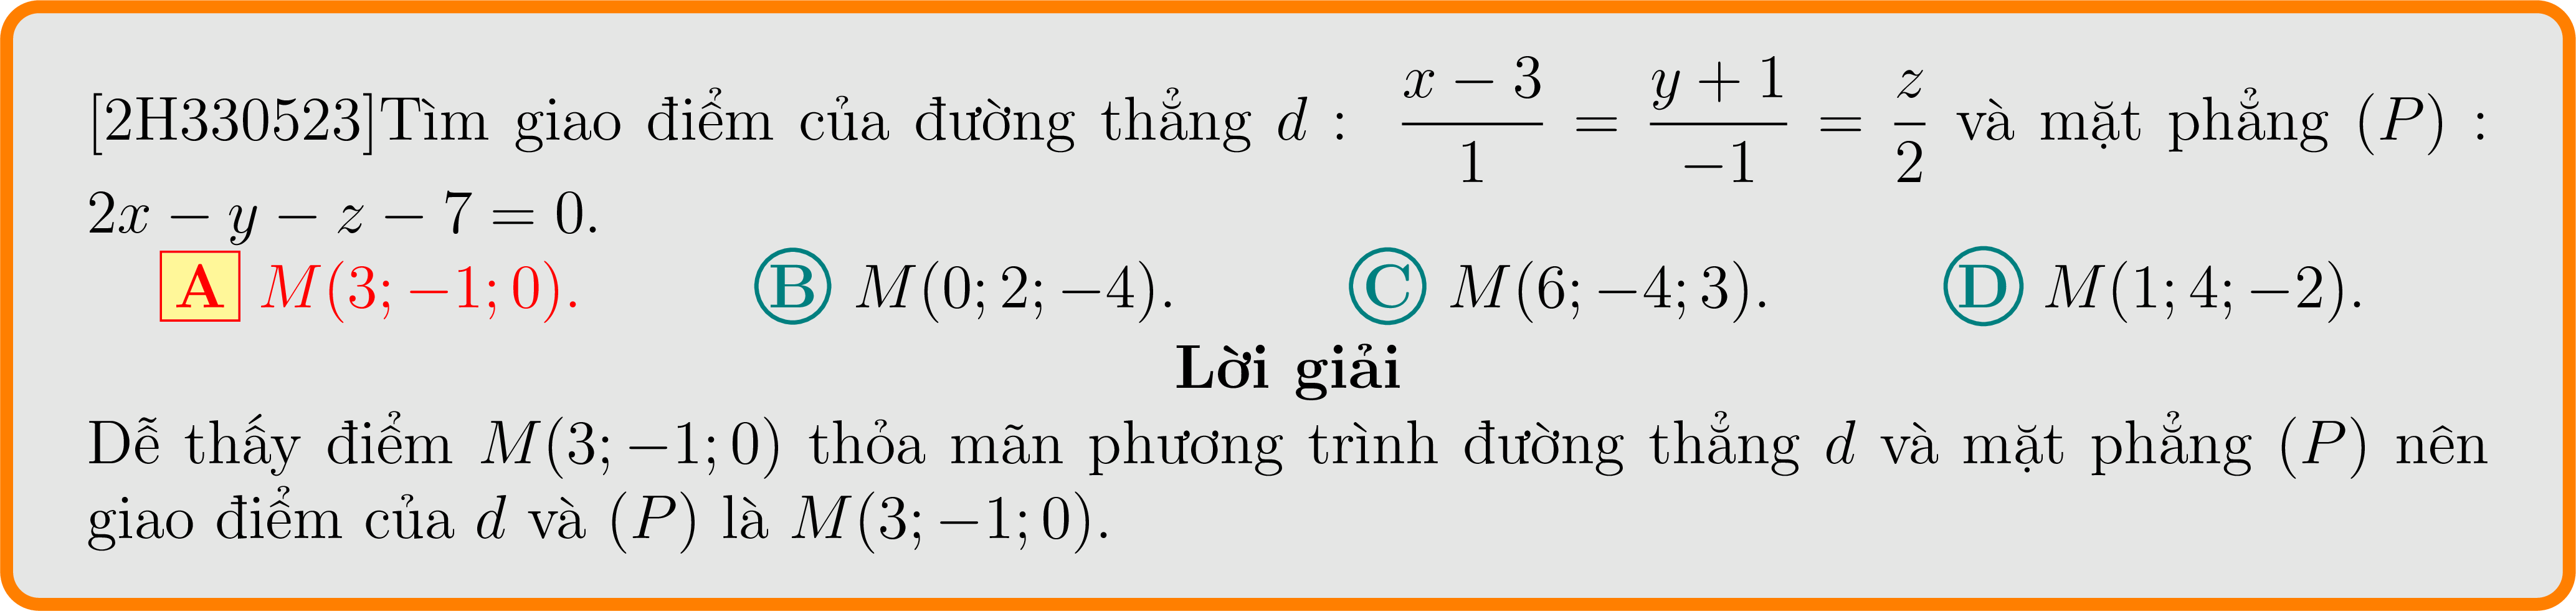 [2H330523]Tìm giao điểm của đường thẳng d : \frac{x − 3}{1} = \frac{y + 1}{−1} = \frac{z}{2} và mặt phẳng (P) :
2x − y − z − 7 = 0.
A M(3; −1; 0). B M(0; 2; −4). C M(6; −4; 3). D M(1; 4; −2).
Lời giải
Dễ thấy điểm M(3; −1; 0) thỏa mãn phương trình đường thẳng d và mặt phẳng (P) nên
giao điểm của d và (P) là M(3; −1; 0).